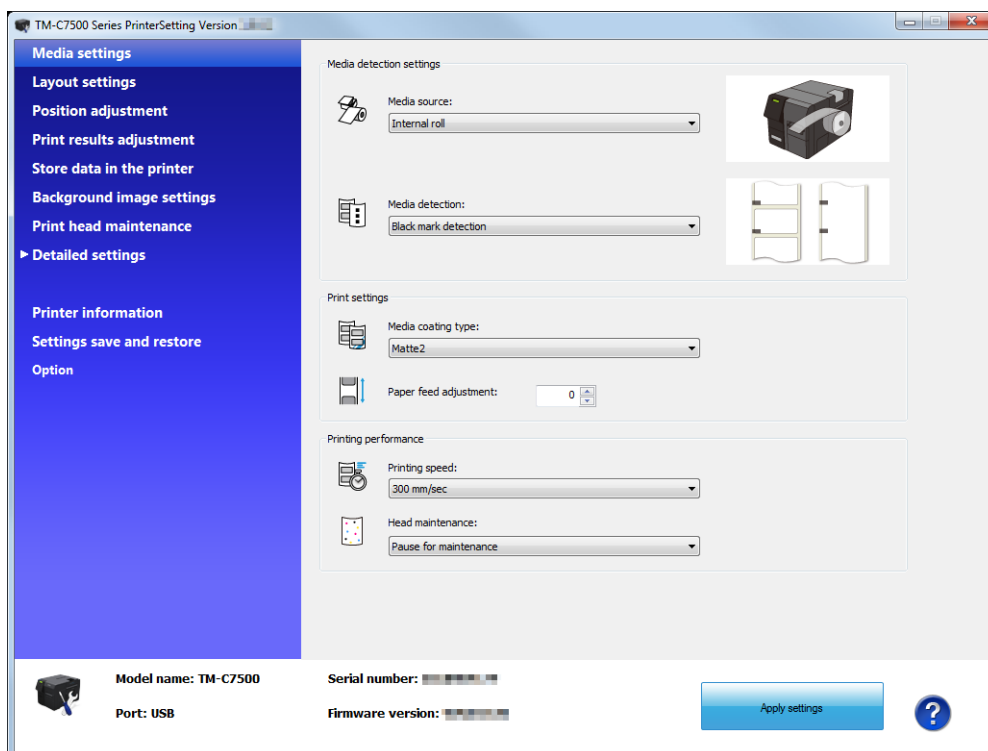 TM-C7500 Series PrinterSetting Version
Media settings
Layout settings
Position adjustment
Print results adjustment
Store data in the printer
Background image settings
Print head maintenance
Detailed settings
Printer information
Settings save and restore
Option
Media detection settings
Media source:
Internal roll
Media detection:
Black mark detection
Print settings
Media coating type:
Matte2
Paper feed adjustment:
0
Printing performance
Printing speed:
300 mm/sec
Head maintenance:
Pause for maintenance
Model name: TM-C7500
Serial number:
Port: USB
Firmware version:
Apply settings
?